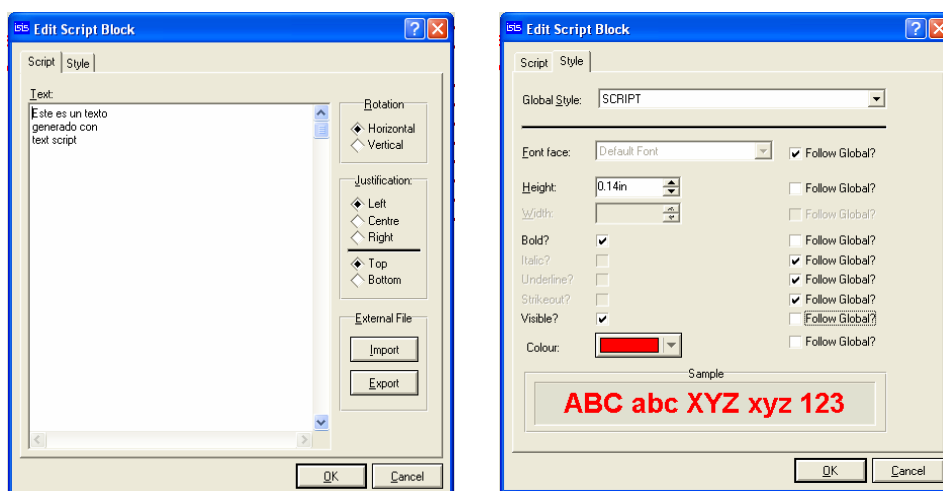 isis Edit Script Block
Script Style
Text:
Este es un texto
generado con
text script
Rotation
Horizontal
Vertical
Justification:
Left
Centre
Right
Top
Bottom
External File
Import
Export
OK Cancel
isis Edit Script Block
Script Style
Global Style: SCRIPT
Font face: Default Font Follow Global?
Height: 0.14in Follow Global?
Width: Follow Global?
Bold? Follow Global?
Italic? Follow Global?
Underline? Follow Global?
Strikeout? Follow Global?
Visible? Follow Global?
Colour: Follow Global?
Sample
ABC abc XYZ xyz 123
OK Cancel